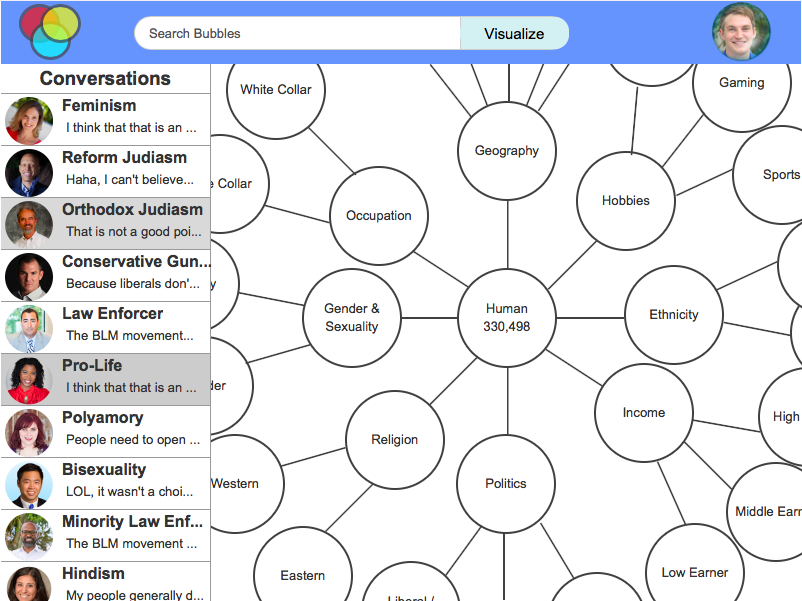 Search Bubbles
Visualize
Conversations
Feminism
I think that that is an ...
Reform Judiasm
Haha, I can't believe...
Orthodox Judiasm
That is not a good poi...
Conservative Gun...
Because liberals don'...
Law Enforcer
The BLM movement...
Pro-Life
I think that that is an ...
Polyamory
People need to open ...
Bisexuality
LOL, it wasn't a choi...
Minority Law Enf...
The BLM movement ...
Hindism
My people generally d...
White Collar
Geography
Gaming
e Collar
Occupation
Hobbies
Sports
y
Gender &
Sexuality
Human
330,498
Ethnicity
der
Income
High
Religion
Western
Politics
Middle Earn
Eastern
Low Earner
Liberal /